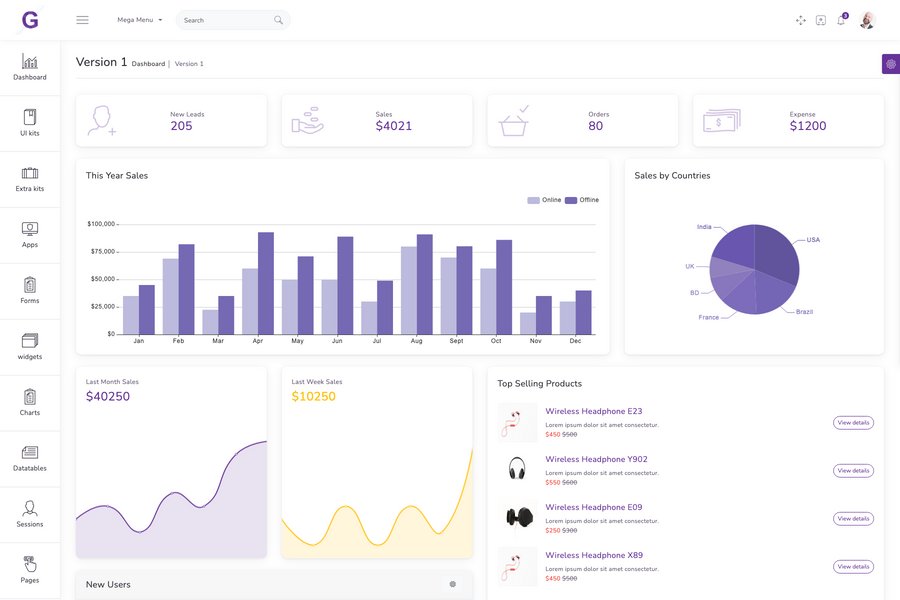 G
Mega Menu
Search
3
Dashboard
UI kits
Extra kits
Apps
Forms
widgets
Charts
Datatables
Sessions
Pages
Version 1 Dashboard | Version 1
New Leads
205
Sales
$4021
Orders
80
Expense
$1200
This Year Sales
Online Offline
$100,000
$75,000
$50,000
$25,000
$0
Jan Feb Mar Apr May Jun Jul Aug Sept Oct Nov Dec
Sales by Countries
India
USA
UK
BD
France
Brazil
Last Month Sales
$40250
Last Week Sales
$10250
Top Selling Products
Wireless Headphone E23
Lorem ipsum dolor sit amet consectetur.
$450 $500
View details
Wireless Headphone Y902
Lorem ipsum dolor sit amet consectetur.
$550 $600
View details
Wireless Headphone E09
Lorem ipsum dolor sit amet consectetur.
$250 $300
View details
Wireless Headphone X89
Lorem ipsum dolor sit amet consectetur.
$450 $500
View details
New Users